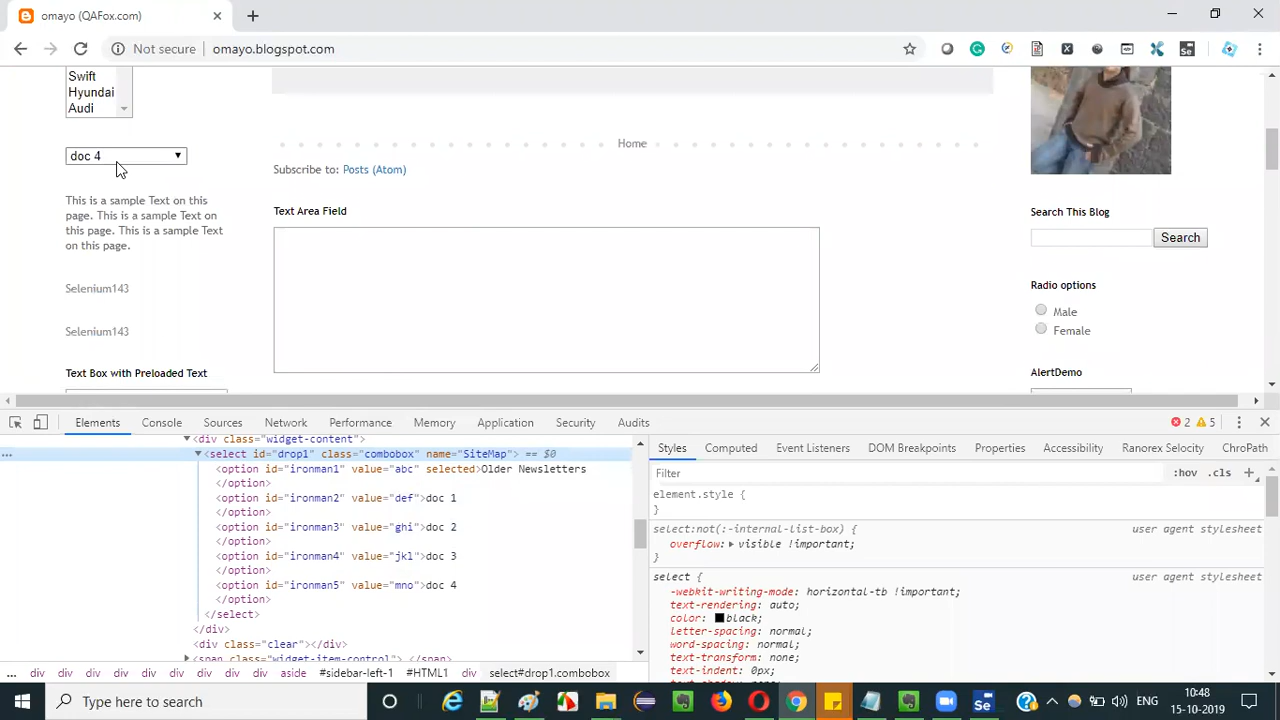 omayo (QAFox.com)
Not secure omayo.blogspot.com
Swift
Hyundai
Audi
doc 4
Home
Subscribe to: Posts (Atom)
This is a sample Text on this
page. This is a sample Text on
this page. This is a sample Text
on this page.
Selenium143
Selenium143
Text Box with Preloaded Text
Text Area Field
Search This Blog
Search
Radio options
Male
Female
AlertDemo
Elements Console Sources Network Performance Memory Application Security Audits 2 5
<div class="widget-content">
<select id="drop1" class="combobox" name="SiteMap"> == $0
<option id="ironman1" value="abc" selected>Older Newsletters
</option>
<option id="ironman2" value="def">doc 1
</option>
<option id="ironman3" value="ghi">doc 2
</option>
<option id="ironman4" value="jkl">doc 3
</option>
<option id="ironman5" value="mno">doc 4
</option>
</select>
</div>
<div class="clear"></div>
<span class="widget-item-control"> </span>
... div div div div div div div aside #sidebar-left-1 #HTML1 div select#drop1.combobox
Styles Computed Event Listeners DOM Breakpoints Properties Accessibility Ranorex Selocity ChroPath
Filter :hov .cls +
element.style {
}
select:not(:-internal-list-box) { user agent stylesheet
overflow: visible !important;
}
select { user agent stylesheet
-webkit-writing-mode: horizontal-tb !important;
text-rendering: auto;
color: black;
letter-spacing: normal;
word-spacing: normal;
text-transform: none;
text-indent: 0px;
Type here to search
ENG
10:48
15-10-2019